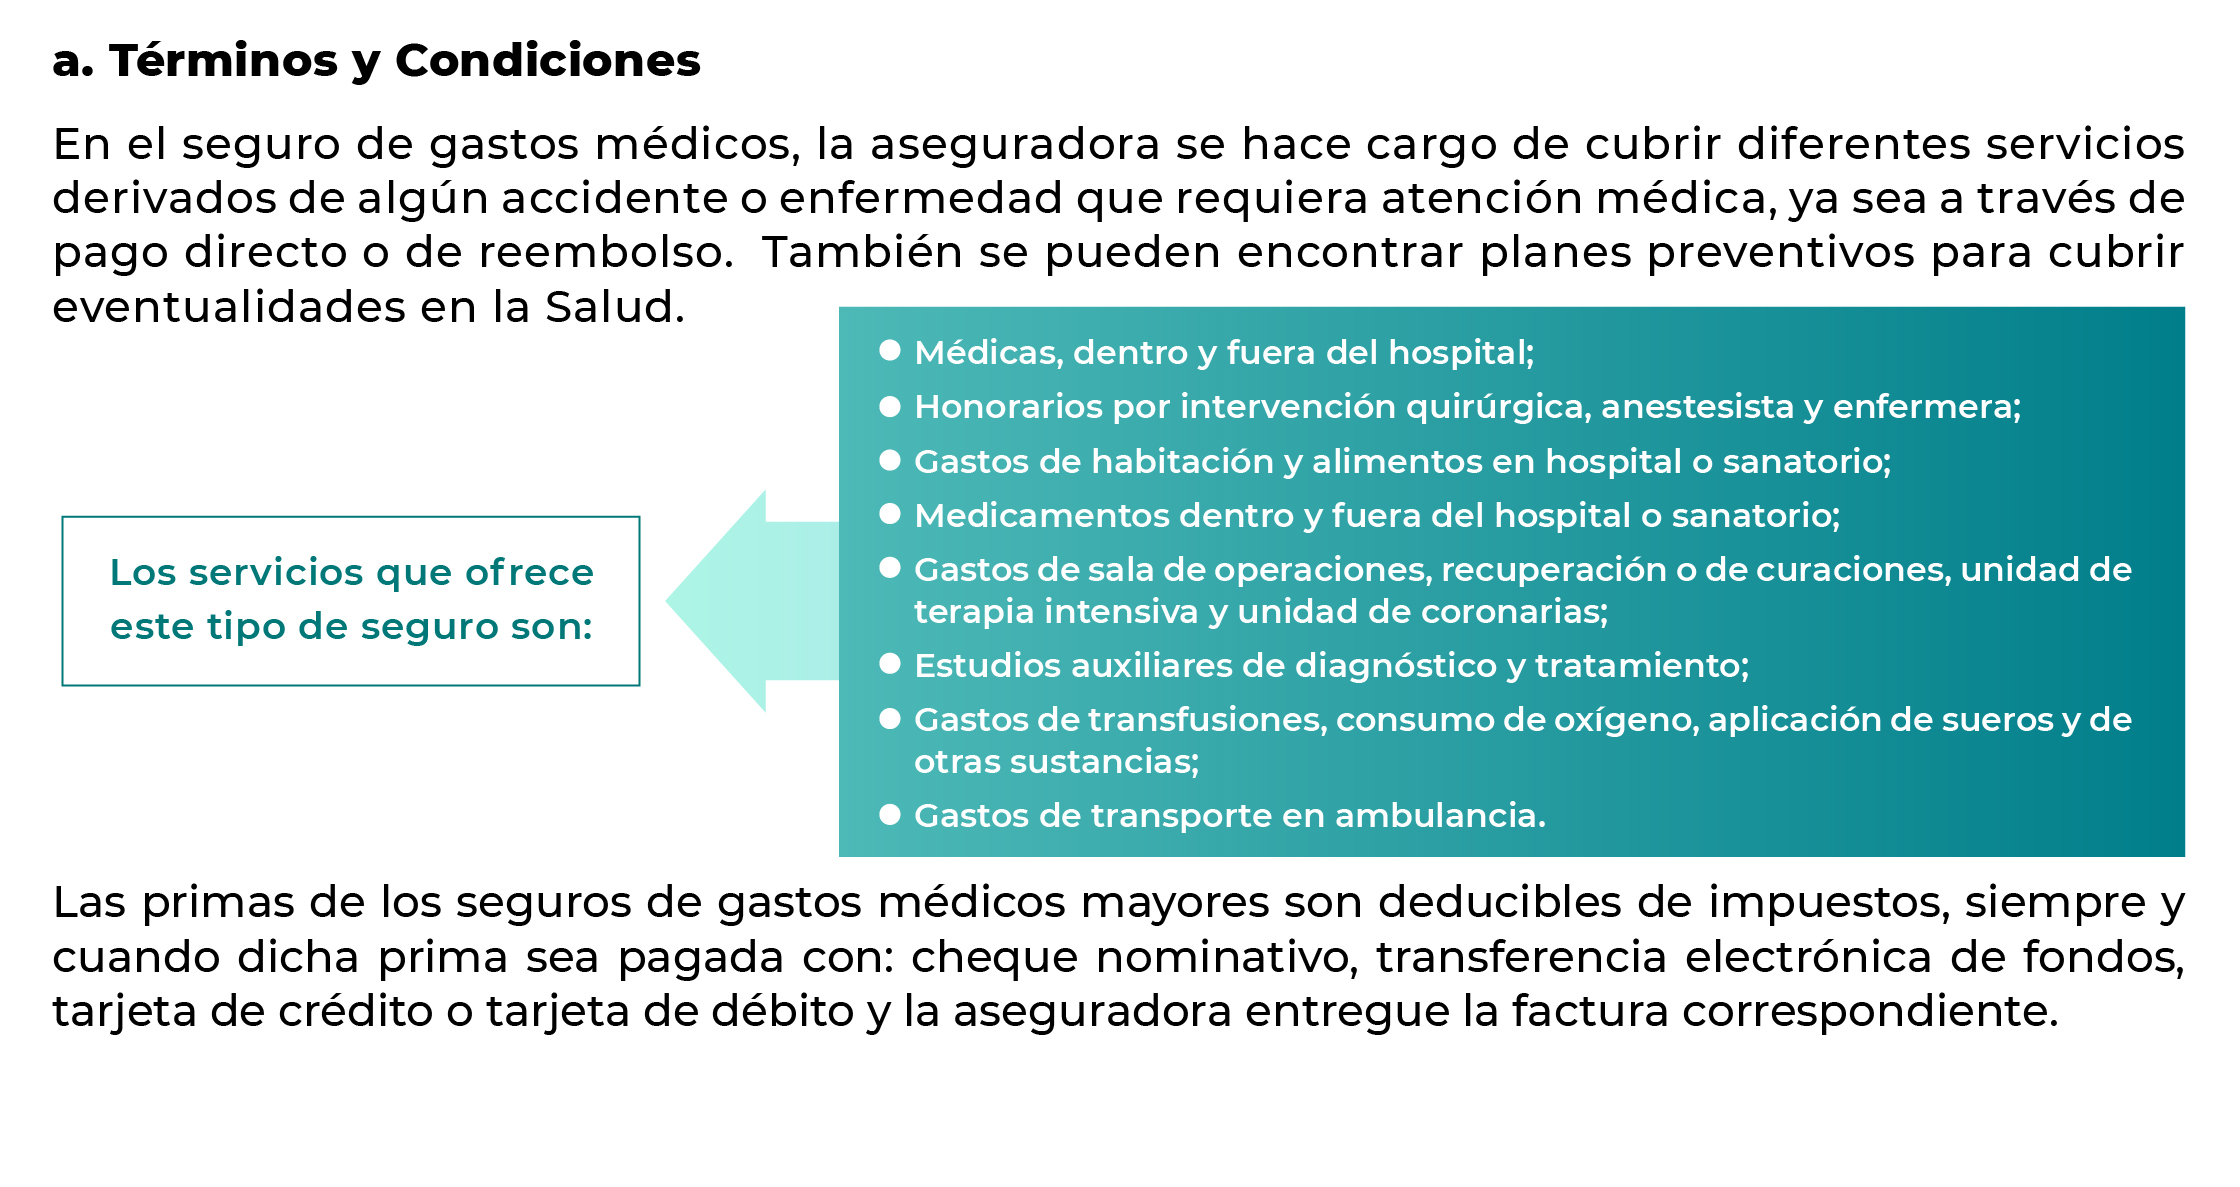 a. Términos y Condiciones
En el seguro de gastos médicos, la aseguradora se hace cargo de cubrir diferentes servicios
derivados de algún accidente o enfermedad que requiera atención médica, ya sea a través de
pago directo o de reembolso. También se pueden encontrar planes preventivos para cubrir
eventualidades en la Salud.
Los servicios que ofrece
este tipo de seguro son:
● Médicas, dentro y fuera del hospital;
● Honorarios por intervención quirúrgica, anestesista y enfermera;
● Gastos de habitación y alimentos en hospital o sanatorio;
● Medicamentos dentro y fuera del hospital o sanatorio;
● Gastos de sala de operaciones, recuperación o de curaciones, unidad de
terapia intensiva y unidad de coronarias;
● Estudios auxiliares de diagnóstico y tratamiento;
● Gastos de transfusiones, consumo de oxígeno, aplicación de sueros y de
otras sustancias;
● Gastos de transporte en ambulancia.
Las primas de los seguros de gastos médicos mayores son deducibles de impuestos, siempre y
cuando dicha prima sea pagada con: cheque nominativo, transferencia electrónica de fondos,
tarjeta de crédito o tarjeta de débito y la aseguradora entregue la factura correspondiente.